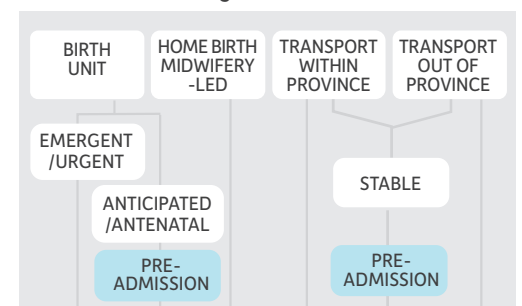 BIRTH
UNIT
HOME BIRTH
MIDWIFERY
-LED
TRANSPORT
WITHIN
PROVINCE
TRANSPORT
OUT OF
PROVINCE
EMERGENT
/URGENT
STABLE
ANTICIPATED
/ANTENATAL
PRE-
ADMISSION
PRE-
ADMISSION